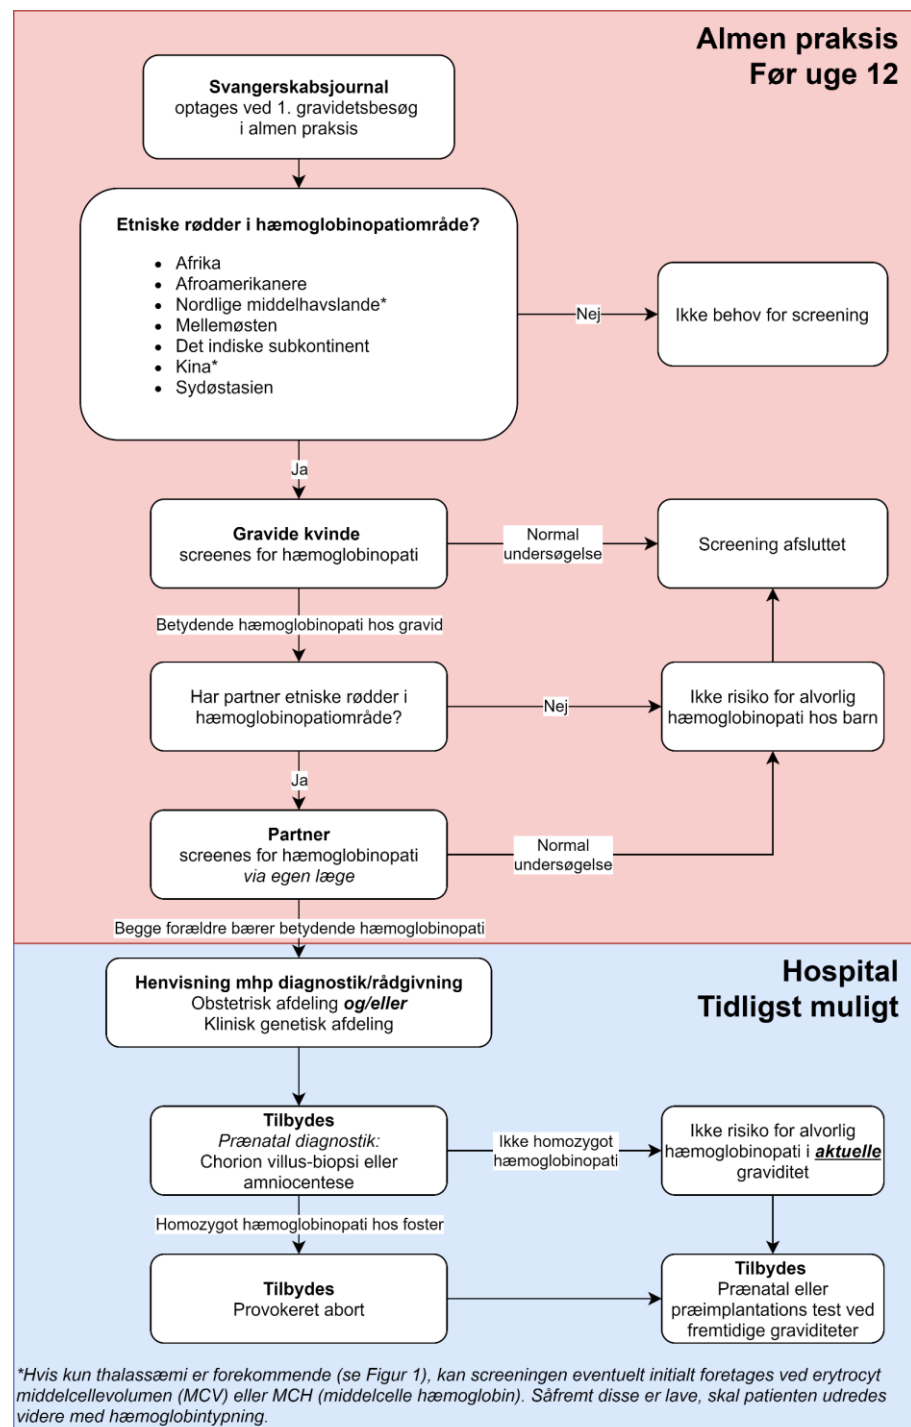 Almen praksis
Før uge 12
Svangerskabsjournal
optages ved 1. graviditetsbesøg
i almen praksis
Etniske rødder i hæmoglobinopatiområde?
• Afrika
• Afroamerikanere
• Nordlige middelhavslande*
• Mellemøsten
• Det indiske subkontinent
• Kina*
• Sydøstasien
Nej
Ikke behov for screening
Ja
Gravide kvinde
screenes for hæmoglobinopati
Normal
undersøgelse
Screening afsluttet
Betydende hæmoglobinopati hos gravid
Har partner etniske rødder i
hæmoglobinopatiområde?
Nej
Ikke risiko for alvorlig
hæmoglobinopati hos barn
Ja
Partner
screenes for hæmoglobinopati
via egen læge
Normal
undersøgelse
Begge forældre bærer betydende hæmoglobinopati
Hospital
Tidligst muligt
Henvisning mhp diagnostik/rådgivning
Obstetrisk afdeling og/eller
Klinisk genetisk afdeling
Tilbydes
Prænatal diagnostik:
Chorion villus-biopsi eller
amniocentese
Ikke homozygot
hæmoglobinopati
Ikke risiko for alvorlig
hæmoglobinopati i aktuelle
graviditet
Homozygot hæmoglobinopati hos foster
Tilbydes
Provokeret abort
Tilbydes
Prænatal eller
præimplantations test ved
fremtidige graviditeter
*Hvis kun thalassæmi er forekommende (se Figur 1), kan screeningen eventuelt initialt foretages ved erytrocyt
middelcellevolumen (MCV) eller MCH (middelcelle hæmoglobin). Såfremt disse er lave, skal patienten udredes
videre med hæmoglobintypning.